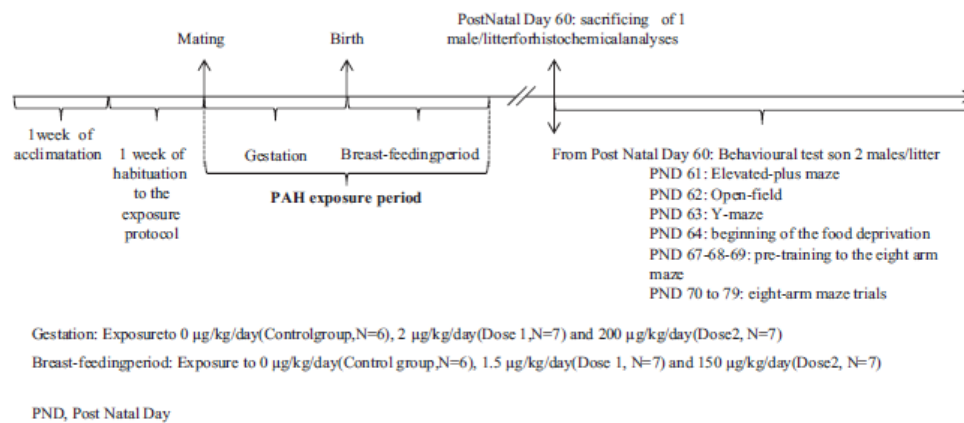 PostNatal Day 60: sacrificing of 1
male/litterforhistochemicalanalyses
Mating
Birth
1week of
acclimatation
1 week of
habituation
to the
exposure
protocol
Gestation
Breast-feedingperiod
PAH exposure period
From Post Natal Day 60: Behavioural test son 2 males/litter
PND 61: Elevated-plus maze
PND 62: Open-field
PND 63: Y-maze
PND 64: beginning of the food deprivation
PND 67-68-69: pre-training to the eight arm
maze
PND 70 to 79: eight-arm maze trials
Gestation: Exposureto 0 µg/kg/day(Controlgroup,N=6), 2 µg/kg/day(Dose 1,N=7) and 200 µg/kg/day(Dose2, N=7)
Breast-feedingperiod: Exposure to 0 µg/kg/day(Control group,N=6), 1.5 µg/kg/day(Dose 1, N=7) and 150 µg/kg/day(Dose2, N=7)
PND, Post Natal Day